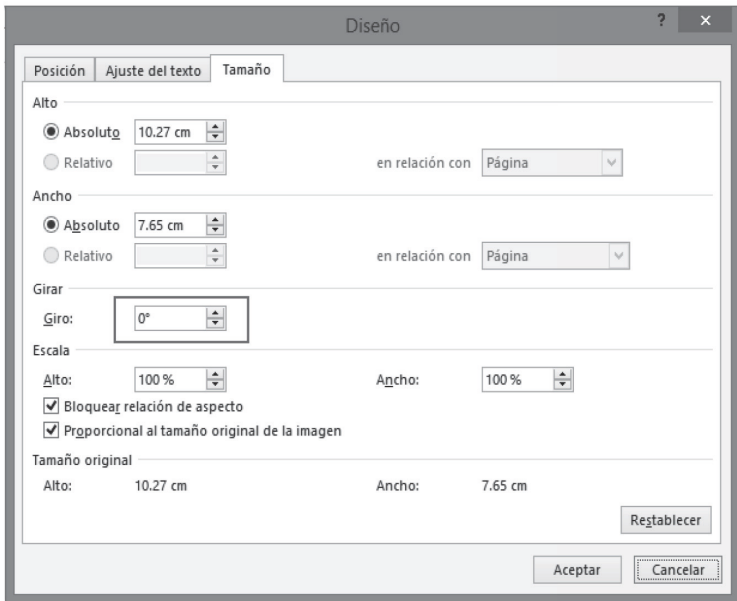 Diseño ? ×
Posición Ajuste del texto Tamaño
Alto
Absoluto 10.27 cm
Relativo en relación con Página
Ancho
Absoluto 7.65 cm
Relativo en relación con Página
Girar
Giro: 0°
Escala
Alto: 100 % Ancho: 100 %
Bloquear relación de aspecto
Proporcional al tamaño original de la imagen
Tamaño original
Alto: 10.27 cm Ancho: 7.65 cm
Restablecer
Aceptar Cancelar